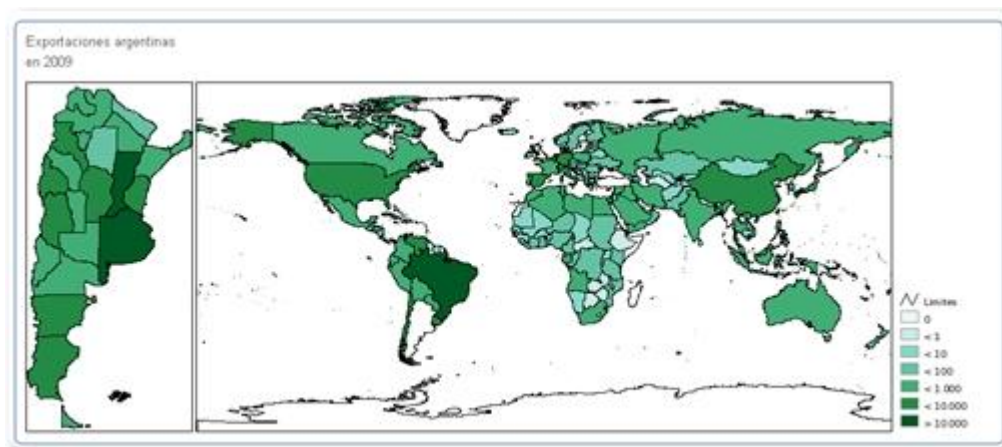 Exportaciones argentinas
en 2009
Limites
0
< 1
< 10
< 100
< 1.000
< 10.000
> 10.000